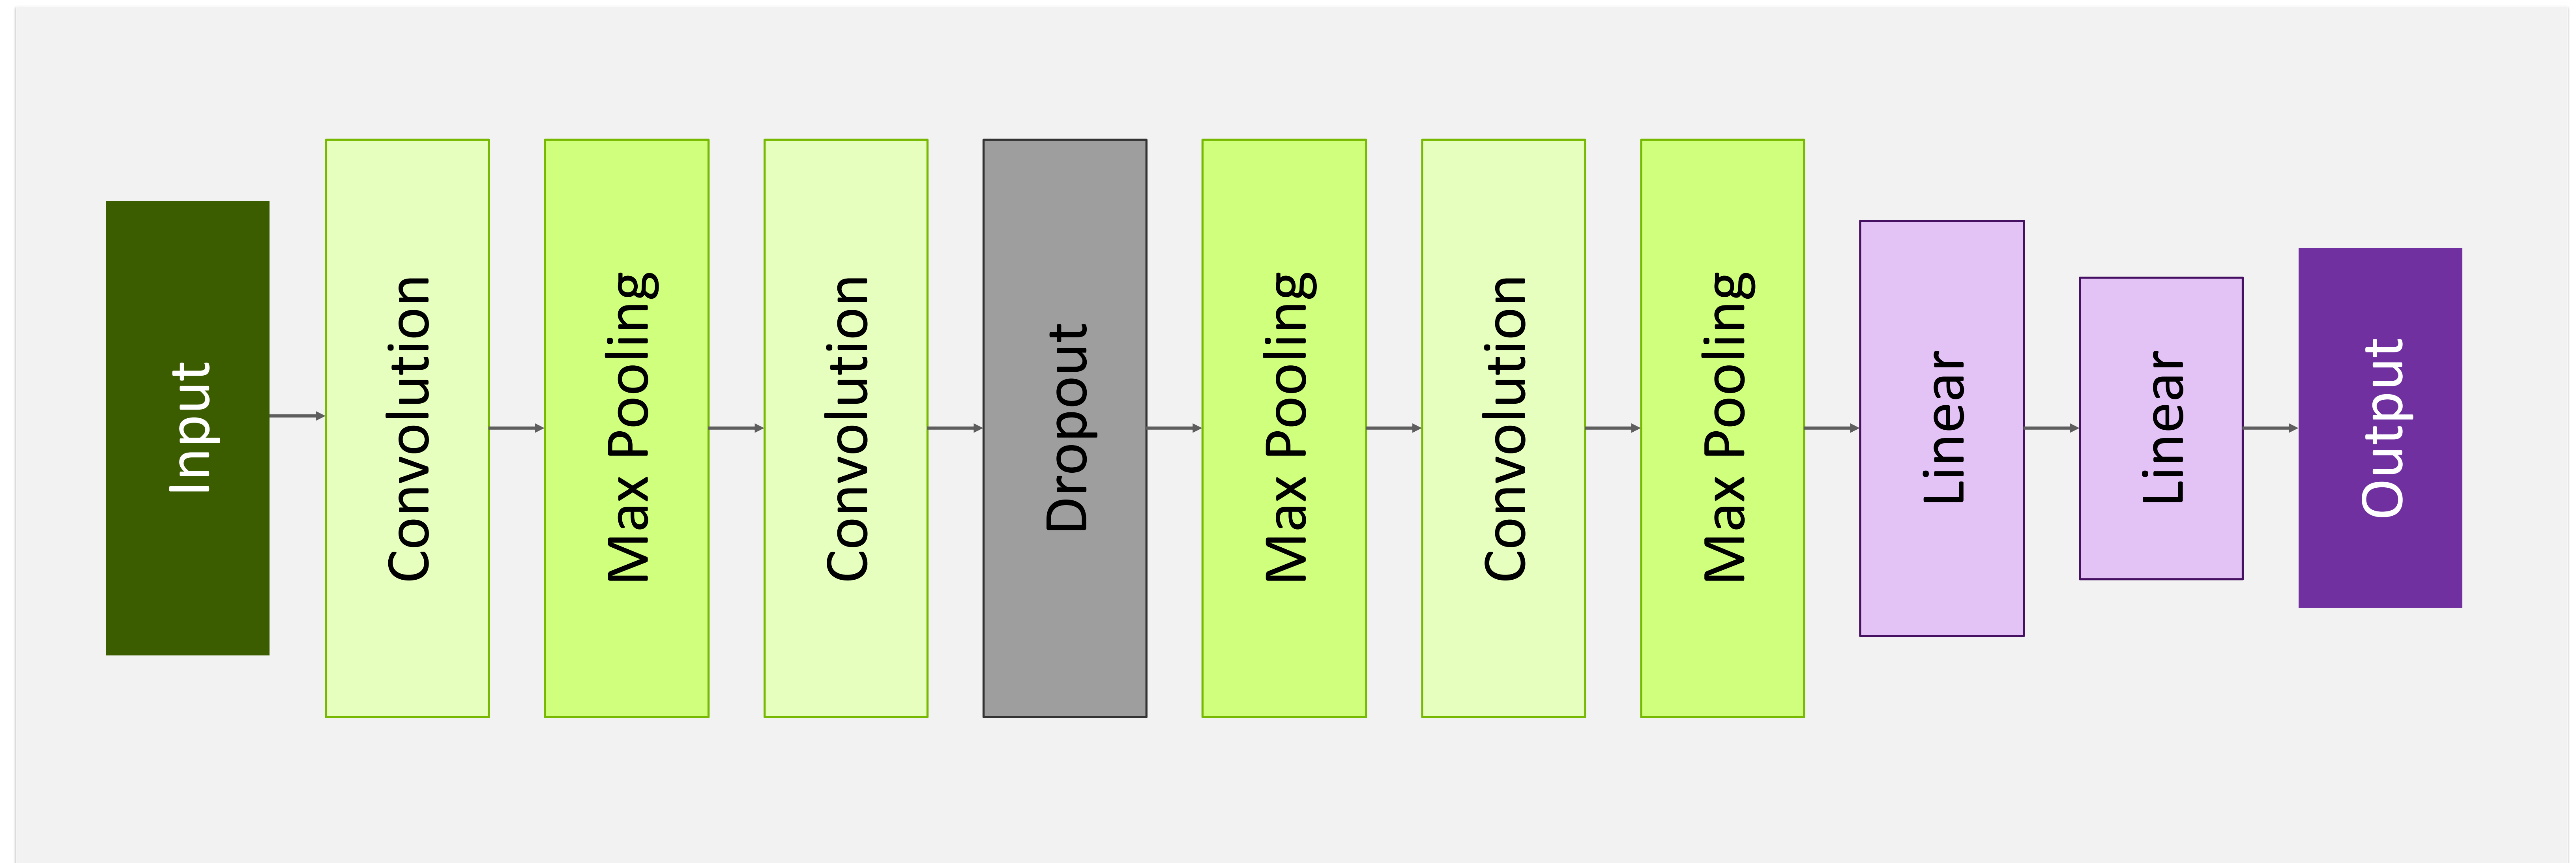 Input
Convolution
Max Pooling
Convolution
Dropout
Max Pooling
Convolution
Max Pooling
Linear
Linear
Output